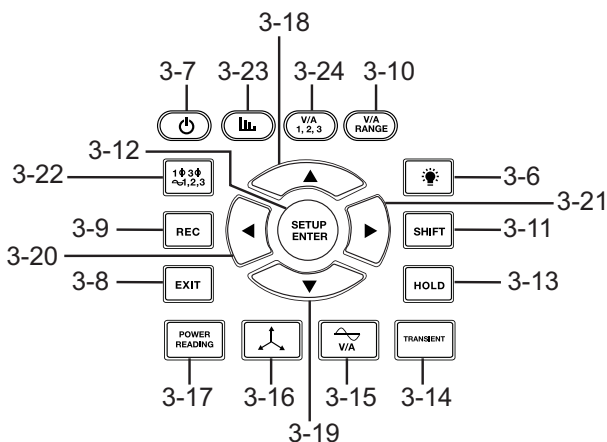 3-18
3-7
3-23
3-24
3-10
V/A
1, 2, 3
V/A
RANGE
3-12
3-22
1ϕ 3ϕ
1,2,3
3-6
3-21
3-9
REC
SETUP
ENTER
SHIFT
3-11
3-20
3-8
EXIT
HOLD
3-13
POWER
READING
V/A
TRANSIENT
3-17
3-16
3-15
3-14
3-19